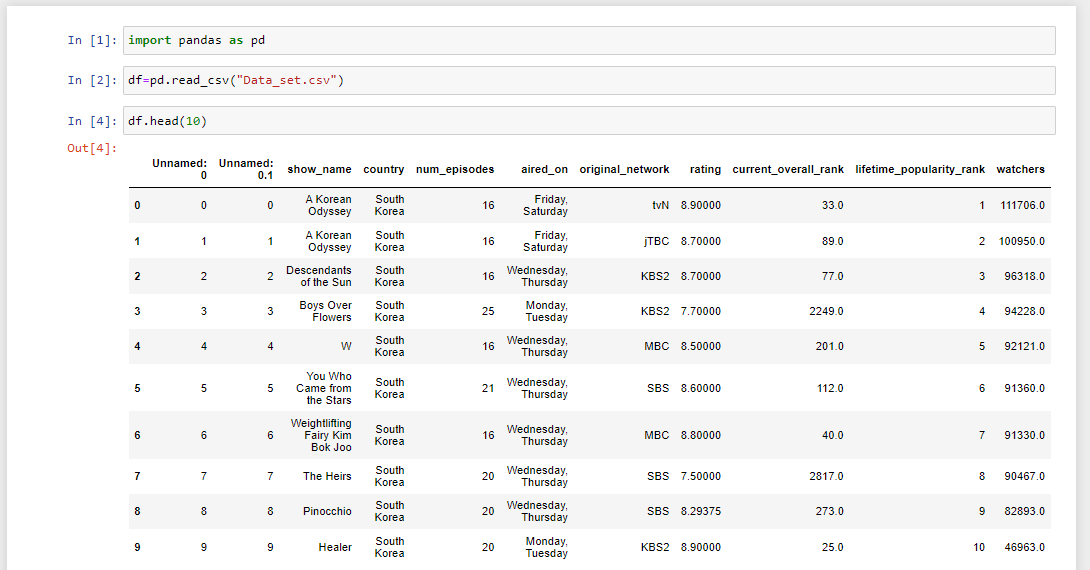 In [1]: import pandas as pd
In [2]: df=pd.read_csv("Data_set.csv")
In [4]: df.head(10)
Out[4]:
Unnamed: 0 Unnamed: 0.1 show_name country num_episodes aired_on original_network rating current_overall_rank lifetime_popularity_rank watchers
0 0 0 A Korean Odyssey South Korea 16 Friday, Saturday tvN 8.90000 33.0 1 111706.0
1 1 1 A Korean Odyssey South Korea 16 Friday, Saturday jTBC 8.70000 89.0 2 100950.0
2 2 2 Descendants of the Sun South Korea 16 Wednesday, Thursday KBS2 8.70000 77.0 3 96318.0
3 3 3 Boys Over Flowers South Korea 25 Monday, Tuesday KBS2 7.70000 2249.0 4 94228.0
4 4 4 W South Korea 16 Wednesday, Thursday MBC 8.50000 201.0 5 92121.0
5 5 5 You Who Came from the Stars South Korea 21 Wednesday, Thursday SBS 8.60000 112.0 6 91360.0
6 6 6 Weightlifting Fairy Kim Bok Joo South Korea 16 Wednesday, Thursday MBC 8.80000 40.0 7 91330.0
7 7 7 The Heirs South Korea 20 Wednesday, Thursday SBS 7.50000 2817.0 8 90467.0
8 8 8 Pinocchio South Korea 20 Wednesday, Thursday SBS 8.29375 273.0 9 82893.0
9 9 9 Healer South Korea 20 Monday, Tuesday KBS2 8.90000 25.0 10 46963.0